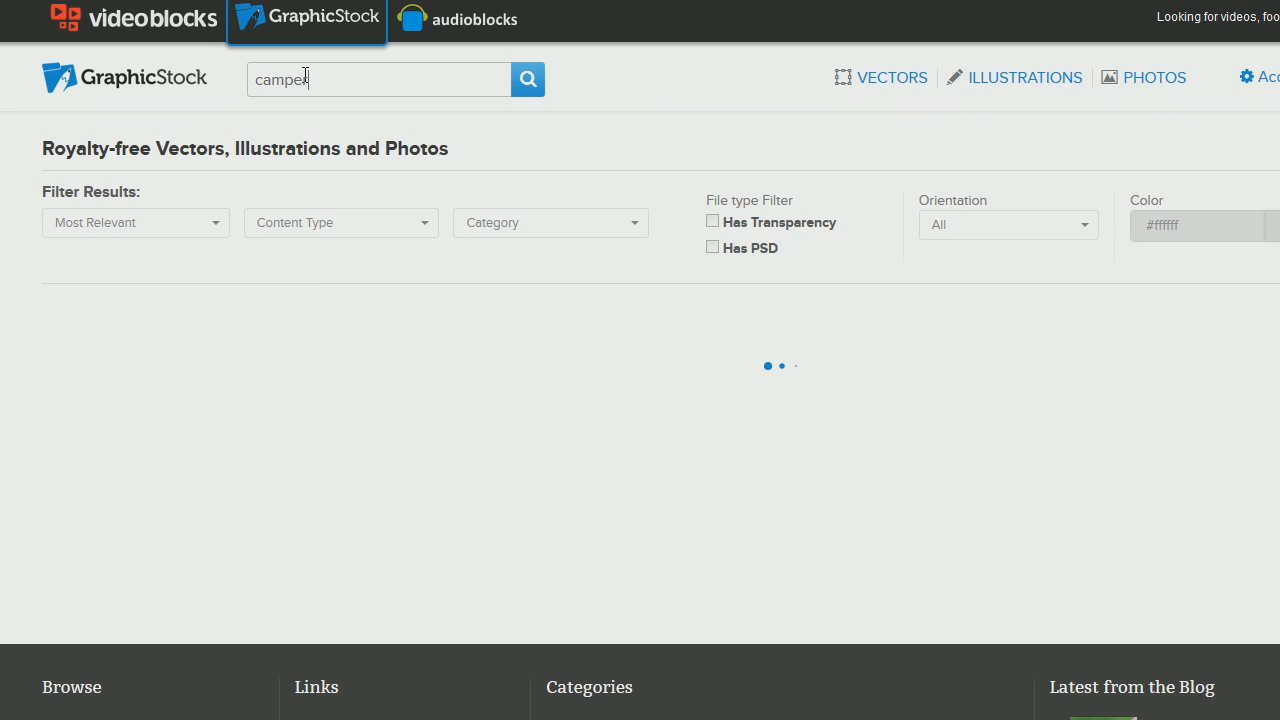 videoblocks GraphicStock audioblocks Looking for videos, foo
GraphicStock camper VECTORS ILLUSTRATIONS PHOTOS Acc
Royalty-free Vectors, Illustrations and Photos
Filter Results: File type Filter Orientation Color
Most Relevant Content Type Category Has Transparency All #ffffff
Has PSD
Browse Links Categories Latest from the Blog